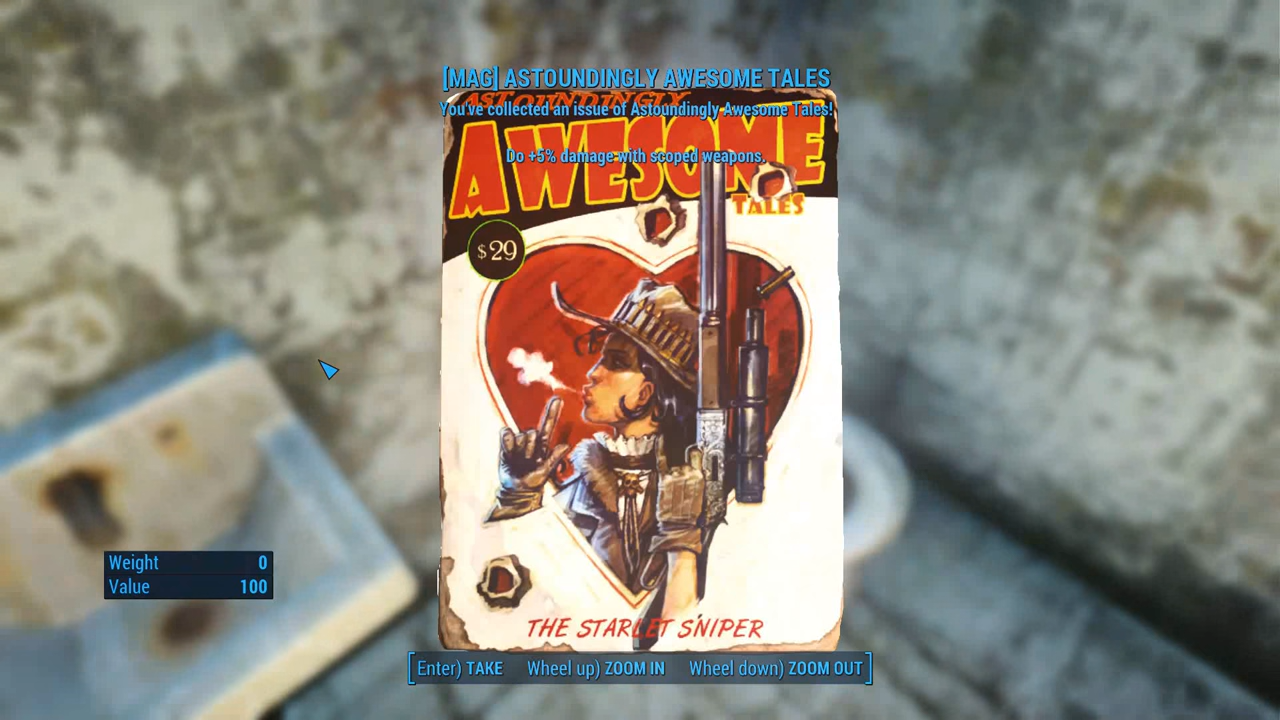 [MAG] ASTOUNDINGLY AWESOME TALES
ASTOUNDINGLY
You've collected an issue of Astoundingly Awesome Tales!
AWESOME
Do +5% damage with scoped weapons.
TALES
$29
Weight 0
Value 100
THE STARLET SNIPER
Enter) TAKE Wheel up) ZOOM IN Wheel down) ZOOM OUT